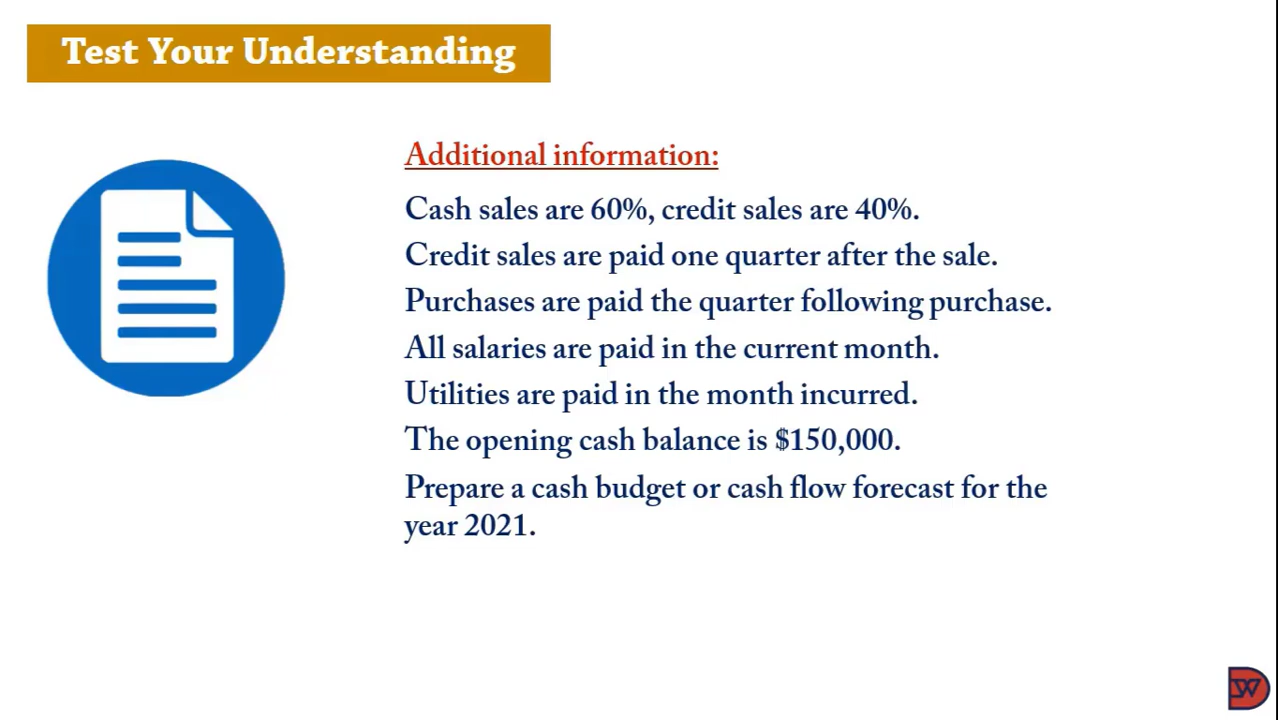 Test Your Understanding
Additional information:
Cash sales are 60%, credit sales are 40%.
Credit sales are paid one quarter after the sale.
Purchases are paid the quarter following purchase.
All salaries are paid in the current month.
Utilities are paid in the month incurred.
The opening cash balance is $150,000.
Prepare a cash budget or cash flow forecast for the
year 2021.
W